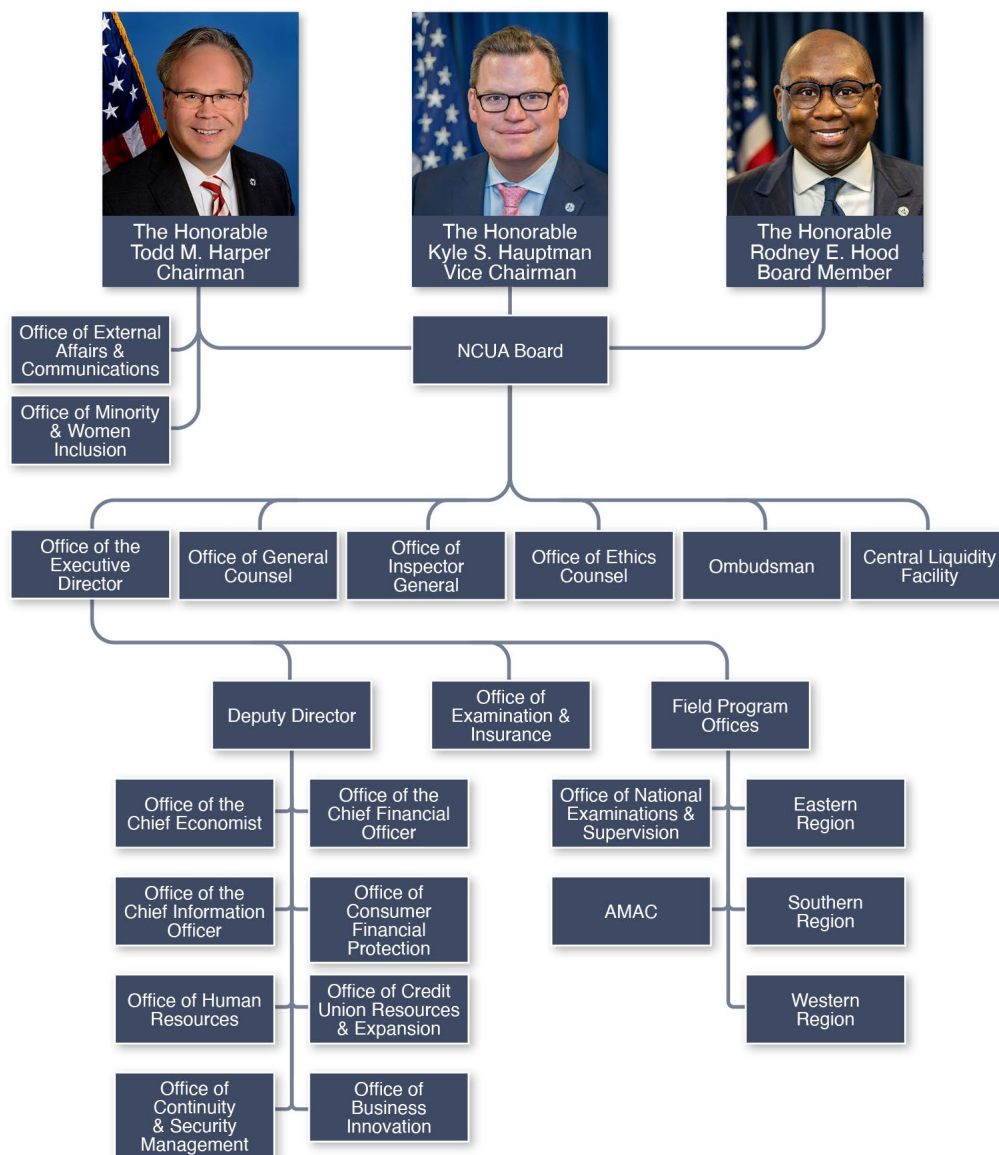 The Honorable
Todd M. Harper
Chairman
The Honorable
Kyle S. Hauptman
Vice Chairman
The Honorable
Rodney E. Hood
Board Member
Office of External
Affairs &
Communications
NCUA Board
Office of Minority
& Women
Inclusion
Office of the
Executive
Director
Office of General
Counsel
Office of
Inspector
General
Office of Ethics
Counsel
Ombudsman
Central Liquidity
Facility
Deputy Director
Office of
Examination &
Insurance
Field Program
Offices
Office of the
Chief Economist
Office of the
Chief Financial
Officer
Office of National
Examinations &
Supervision
Eastern
Region
Office of the
Chief Information
Officer
Office of
Consumer
Financial
Protection
AMAC
Southern
Region
Office of Human
Resources
Office of Credit
Union Resources
& Expansion
Western
Region
Office of
Continuity
& Security
Management
Office of
Business
Innovation